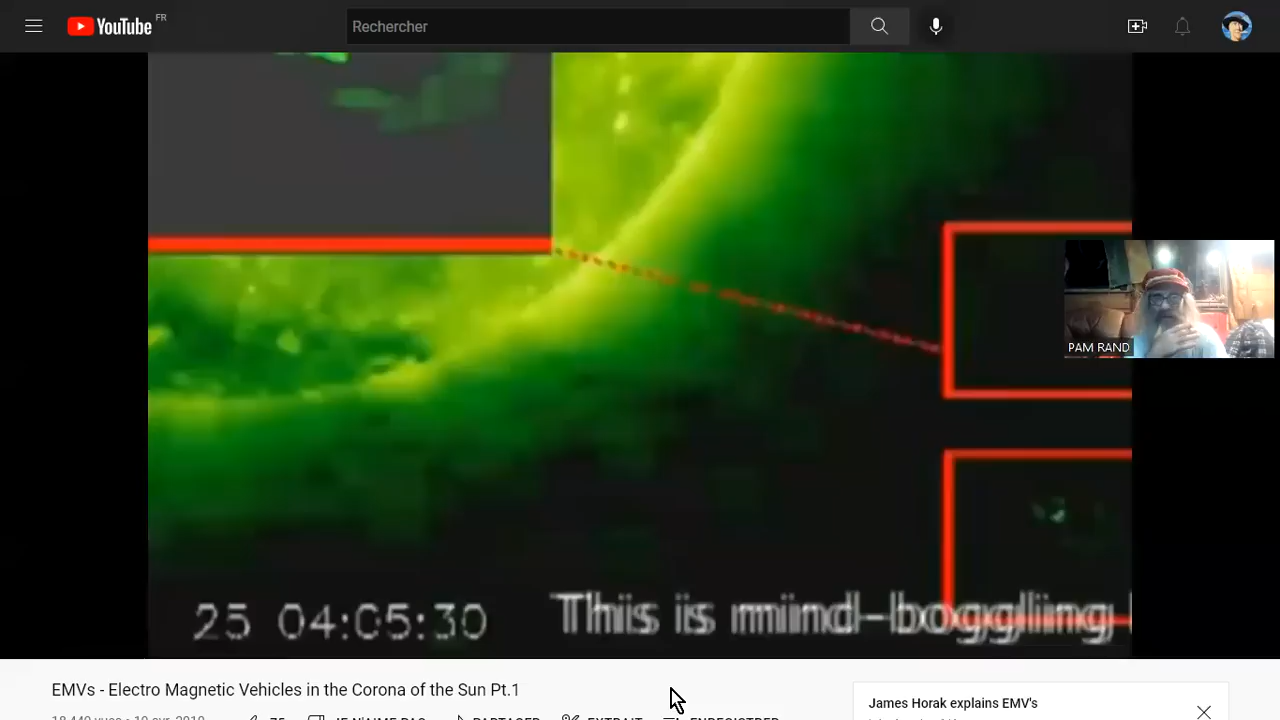 YouTube FR
Rechercher
PAM RAND
25 04:05:30
This is mind-boggling
EMVs - Electro Magnetic Vehicles in the Corona of the Sun Pt.1
James Horak explains EMV's